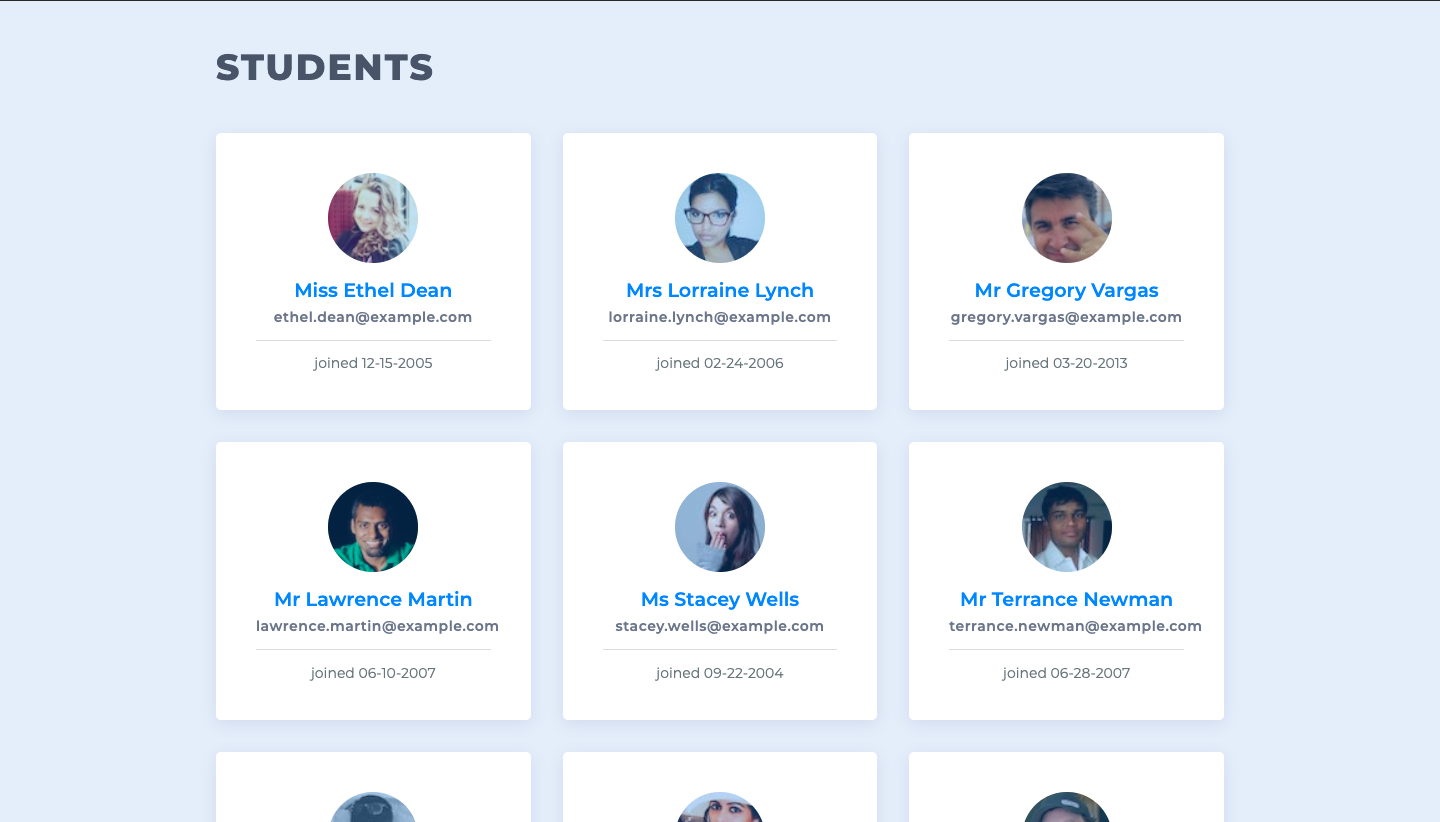 STUDENTS
Miss Ethel Dean
ethel.dean@example.com
joined 12-15-2005
Mrs Lorraine Lynch
lorraine.lynch@example.com
joined 02-24-2006
Mr Gregory Vargas
gregory.vargas@example.com
joined 03-20-2013
Mr Lawrence Martin
lawrence.martin@example.com
joined 06-10-2007
Ms Stacey Wells
stacey.wells@example.com
joined 09-22-2004
Mr Terrance Newman
terrance.newman@example.com
joined 06-28-2007